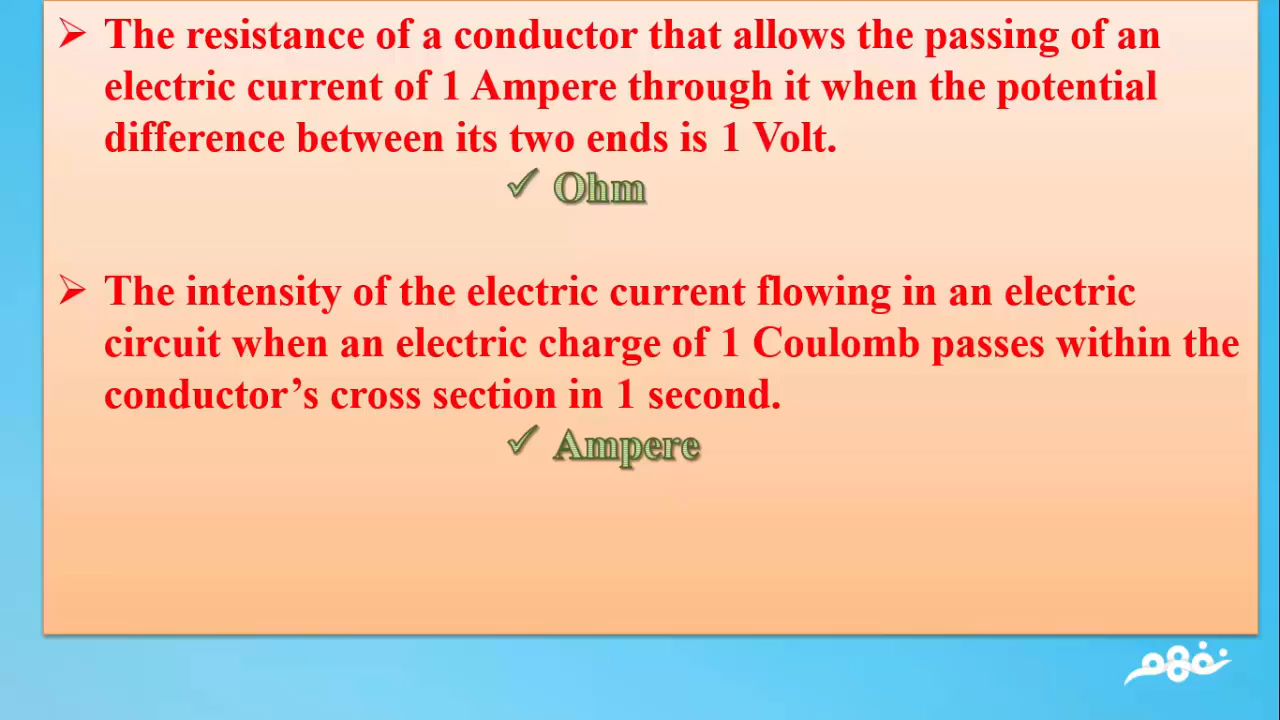 ➢ The resistance of a conductor that allows the passing of an
electric current of 1 Ampere through it when the potential
difference between its two ends is 1 Volt.
✓ Ohm
➢ The intensity of the electric current flowing in an electric
circuit when an electric charge of 1 Coulomb passes within the
conductor’s cross section in 1 second.
✓ Ampere
نفهم